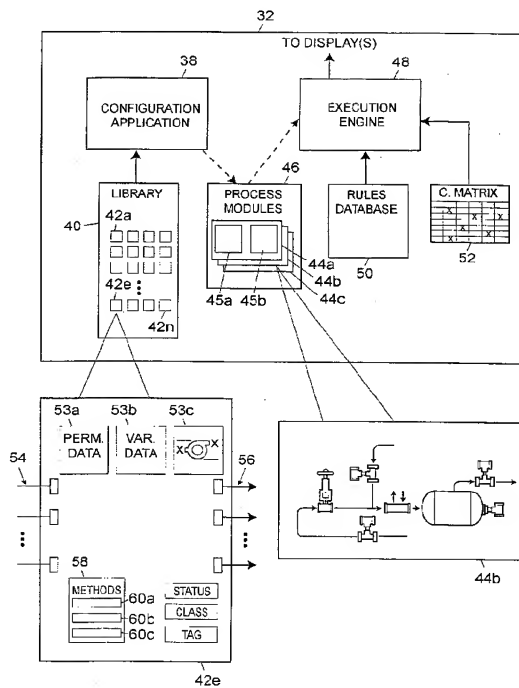 32
TO DISPLAY(S)
38
48
CONFIGURATION
APPLICATION
EXECUTION
ENGINE
LIBRARY
40
42a
42e
42n
46
PROCESS
MODULES
44a
44b
44c
45a
45b
RULES
DATABASE
50
C. MATRIX
X
X
X
X
X
52
53a
53b
53c
PERM.
DATA
VAR.
DATA
X
X
54
56
58
METHODS
60a
60b
60c
STATUS
CLASS
TAG
42e
44b